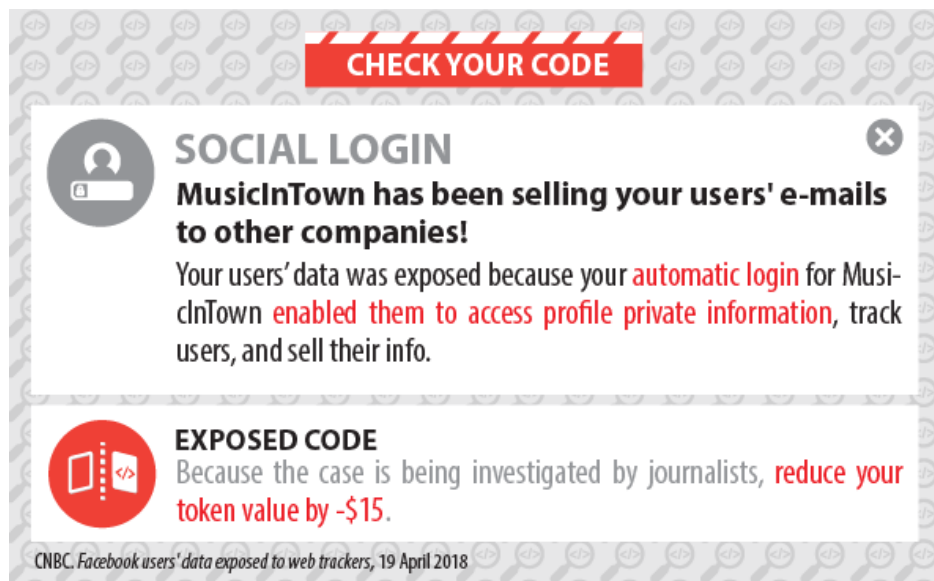 CHECK YOUR CODE
SOCIAL LOGIN
MusicInTown has been selling your users' e-mails
to other companies!
Your users' data was exposed because your automatic login for Musi-
cInTown enabled them to access profile private information, track
users, and sell their info.
EXPOSED CODE
Because the case is being investigated by journalists, reduce your
token value by -$15.
CNBC. Facebook users' data exposed to web trackers, 19 April 2018